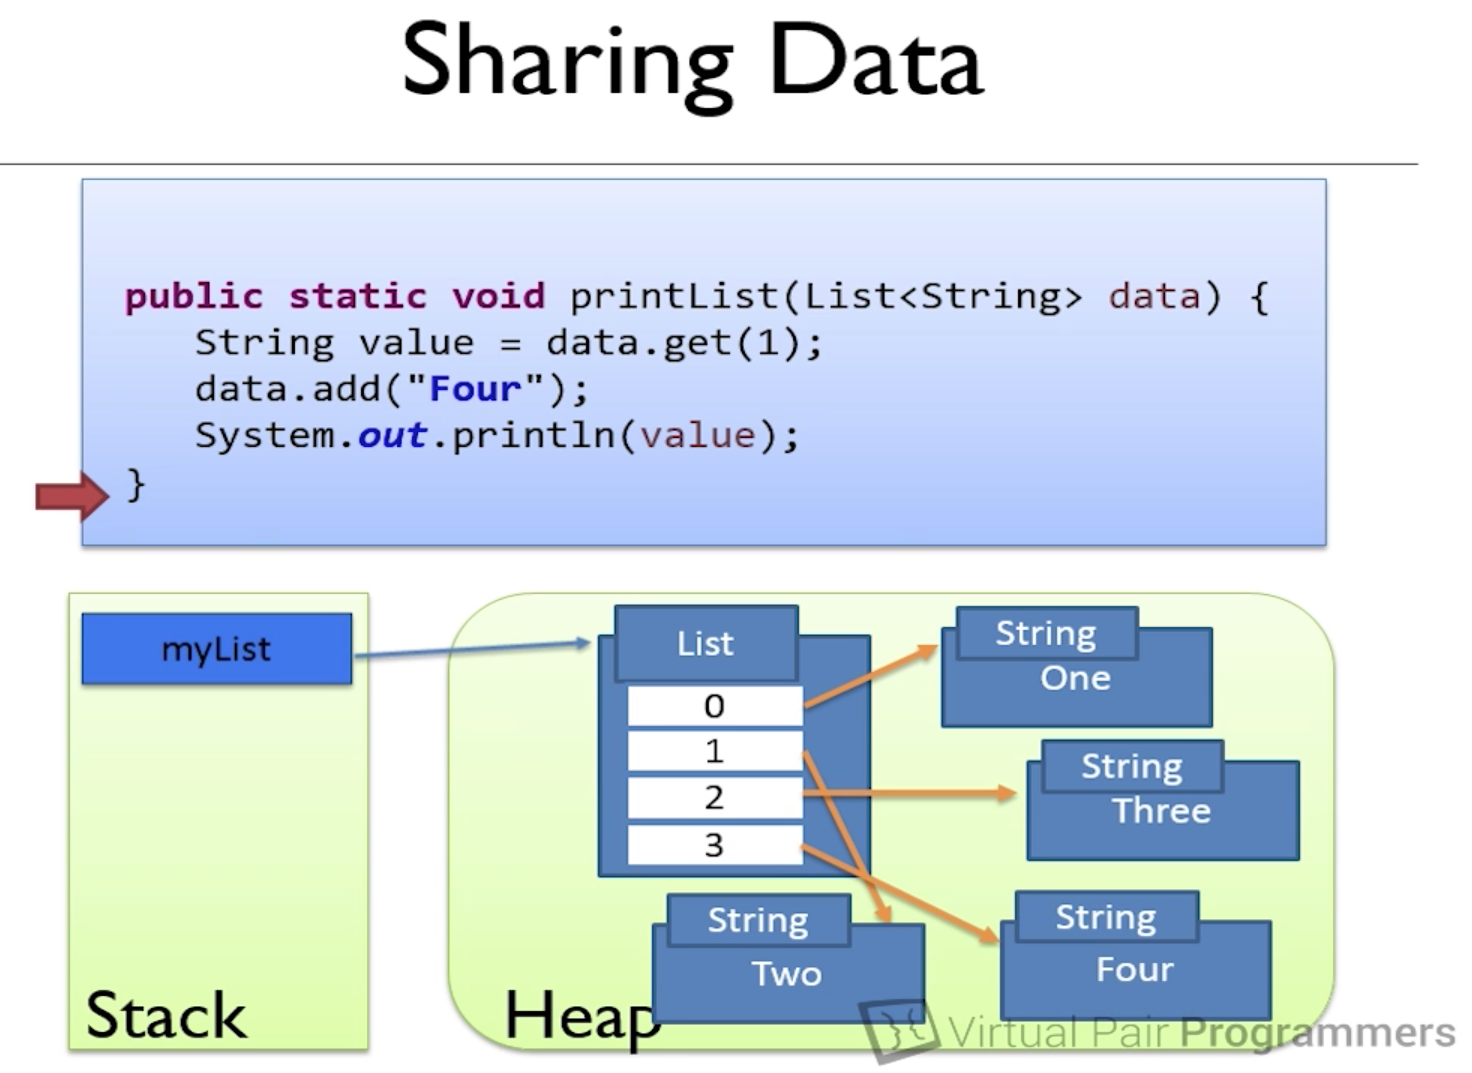 Sharing Data
public static void printList(List<String> data) {
String value = data.get(1);
data.add("Four");
System.out.println(value);
}
myList
Stack
Heap
List
0
1
2
3
String
One
String
Three
String
Two
String
Four
Virtual Pair Programmers